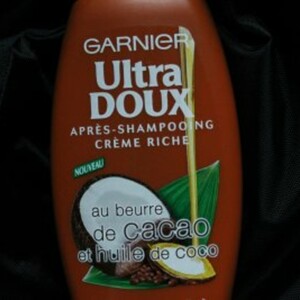 GARNIER
Ultra
DOUX
APRÈS-SHAMPOOING
CRÈME RICHE
NOUVEAU
au beurre
de cacao
et huile de coco